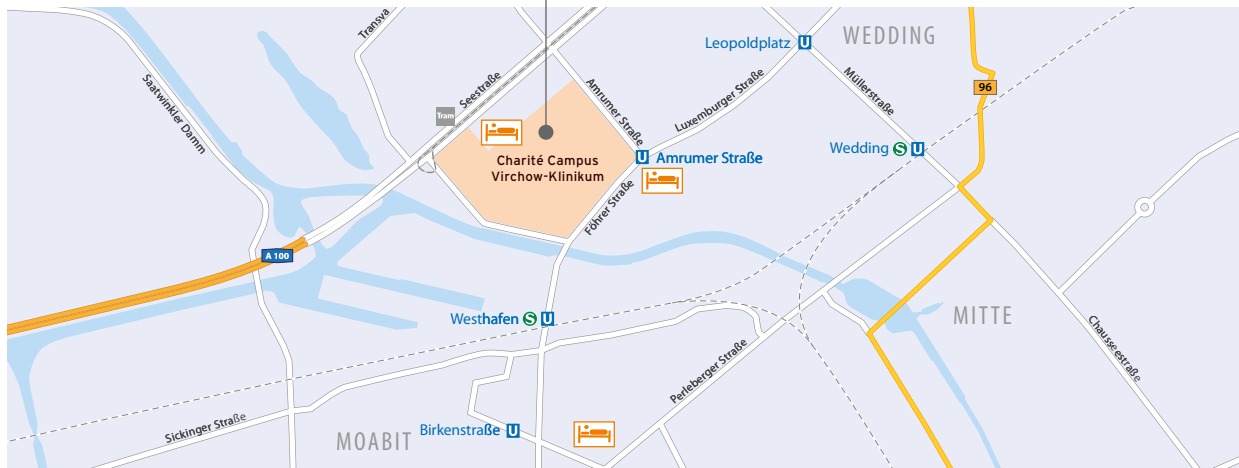 Transva
Leopoldplatz U
WEDDING
Saatwinkler Damm
Seestraße
Amrumer Straße
Luxemburger Straße
Müllerstraße
96
Tram
Charité Campus
Virchow-Klinikum
U Amrumer Straße
Wedding S U
Föhrer Straße
A 100
Westhafen S U
MITTE
Chausseestraße
Perleberger Straße
Sickinger Straße
MOABIT
Birkenstraße U